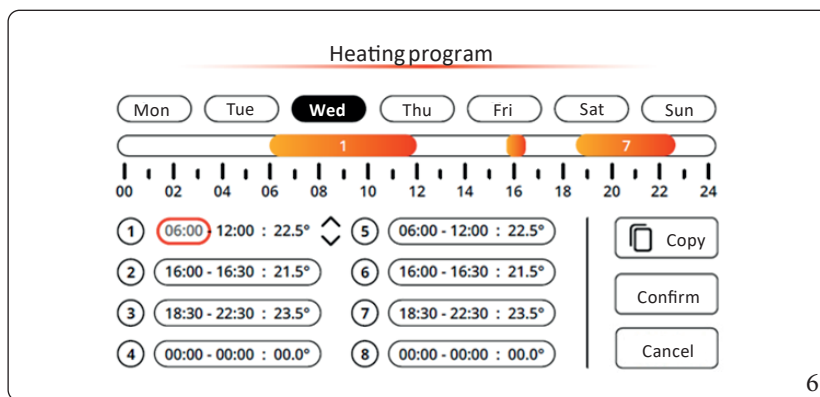 Heating program
Mon Tue Wed Thu Fri Sat Sun
1 7
00 02 04 06 08 10 12 14 16 18 20 22 24
1 06:00 - 12:00 : 22.5° 5 06:00 - 12:00 : 22.5° Copy
2 16:00 - 16:30 : 21.5° 6 16:00 - 16:30 : 21.5°
Confirm
3 18:30 - 22:30 : 23.5° 7 18:30 - 22:30 : 23.5°
4 00:00 - 00:00 : 00.0° 8 00:00 - 00:00 : 00.0° Cancel
6